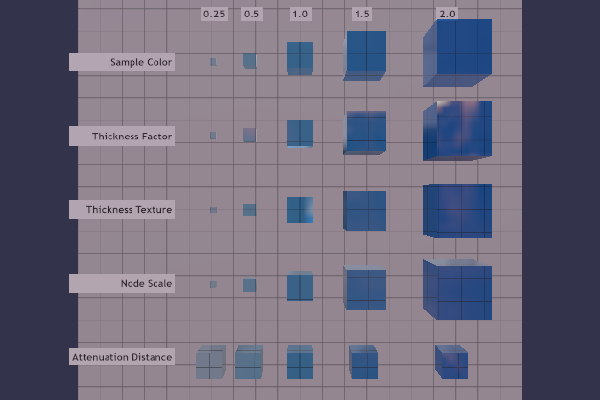 0.25 0.5 1.0 1.5 2.0
Sample Color
Thickness Factor
Thickness Texture
Node Scale
Attenuation Distance